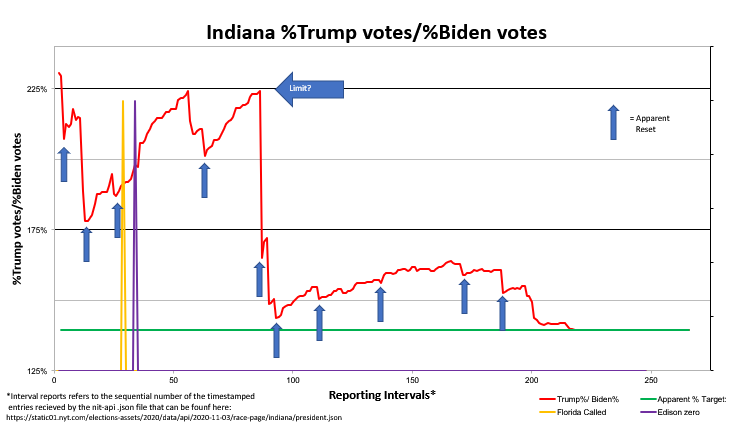 Indiana %Trump votes/%Biden votes
225%
Limit?
= Apparent
Reset
%Trump votes/%Biden votes
175%
125%
0
50
100
150
200
250
Reporting Intervals*
*Interval reports refers to the sequential number of the timestamped
entries recieved by the nit-api .json file that can be founf here:
https://static01.nyt.com/elections-assets/2020/data/api/2020-11-03/race-page/indiana/president.json
Trump%/ Biden%
Apparent % Target:
Florida Called
Edison zero